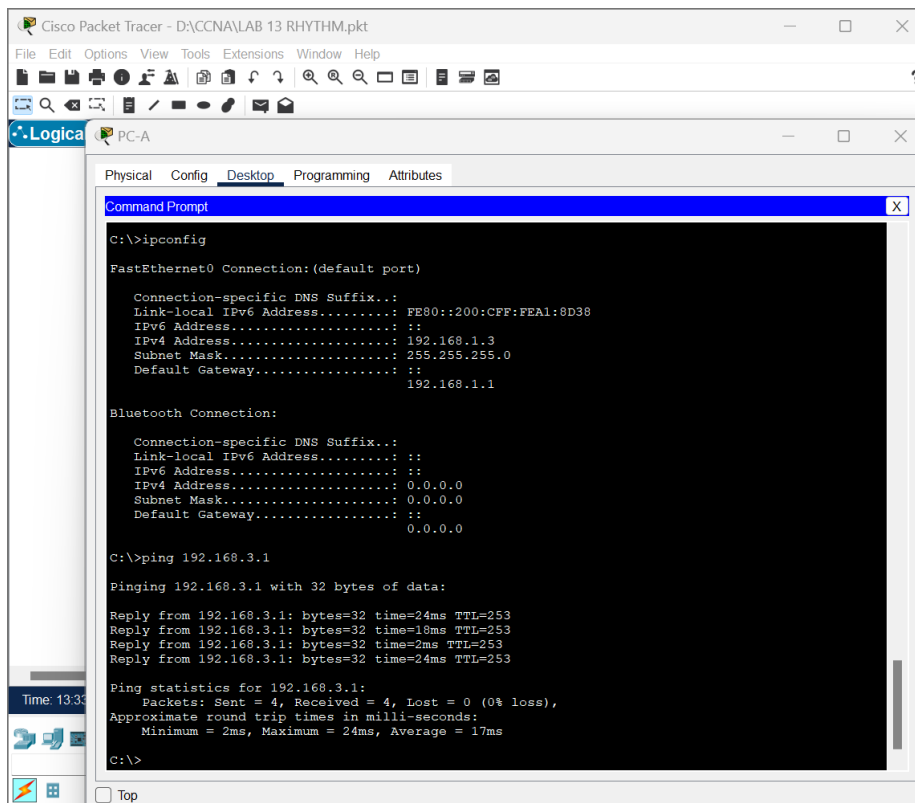 Cisco Packet Tracer - D:\CCNA\LAB 13 RHYTHM.pkt
File Edit Options View Tools Extensions Window Help
Logica
PC-A
Physical Config Desktop Programming Attributes
Command Prompt
X
C:\>ipconfig
FastEthernet0 Connection:(default port)
Connection-specific DNS Suffix..:
Link-local IPv6 Address.........: FE80::200:CFF:FEA1:8D38
IPv6 Address....................: ::
IPv4 Address....................: 192.168.1.3
Subnet Mask.....................: 255.255.255.0
Default Gateway.................: ::
192.168.1.1
Bluetooth Connection:
Connection-specific DNS Suffix..:
Link-local IPv6 Address.........: ::
IPv6 Address....................: ::
IPv4 Address....................: 0.0.0.0
Subnet Mask.....................: 0.0.0.0
Default Gateway.................: ::
0.0.0.0
C:\>ping 192.168.3.1
Pinging 192.168.3.1 with 32 bytes of data:
Reply from 192.168.3.1: bytes=32 time=24ms TTL=253
Reply from 192.168.3.1: bytes=32 time=18ms TTL=253
Reply from 192.168.3.1: bytes=32 time=2ms TTL=253
Reply from 192.168.3.1: bytes=32 time=24ms TTL=253
Ping statistics for 192.168.3.1:
Packets: Sent = 4, Received = 4, Lost = 0 (0% loss),
Approximate round trip times in milli-seconds:
Minimum = 2ms, Maximum = 24ms, Average = 17ms
C:\>
Time: 13:33
Top